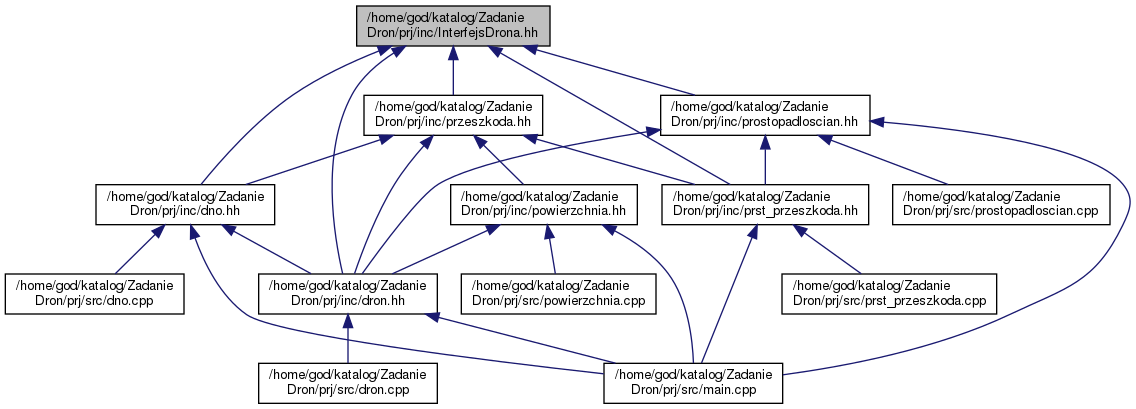 /home/god/katalog/Zadanie
Dron/prj/inc/InterfejsDrona.hh
/home/god/katalog/Zadanie
Dron/prj/inc/przeszkoda.hh
/home/god/katalog/Zadanie
Dron/prj/inc/prostopadloscian.hh
/home/god/katalog/Zadanie
Dron/prj/inc/dno.hh
/home/god/katalog/Zadanie
Dron/prj/inc/powierzchnia.hh
/home/god/katalog/Zadanie
Dron/prj/inc/prst_przeszkoda.hh
/home/god/katalog/Zadanie
Dron/prj/src/prostopadloscian.cpp
/home/god/katalog/Zadanie
Dron/prj/src/dno.cpp
/home/god/katalog/Zadanie
Dron/prj/inc/dron.hh
/home/god/katalog/Zadanie
Dron/prj/src/powierzchnia.cpp
/home/god/katalog/Zadanie
Dron/prj/src/prst_przeszkoda.cpp
/home/god/katalog/Zadanie
Dron/prj/src/dron.cpp
/home/god/katalog/Zadanie
Dron/prj/src/main.cpp